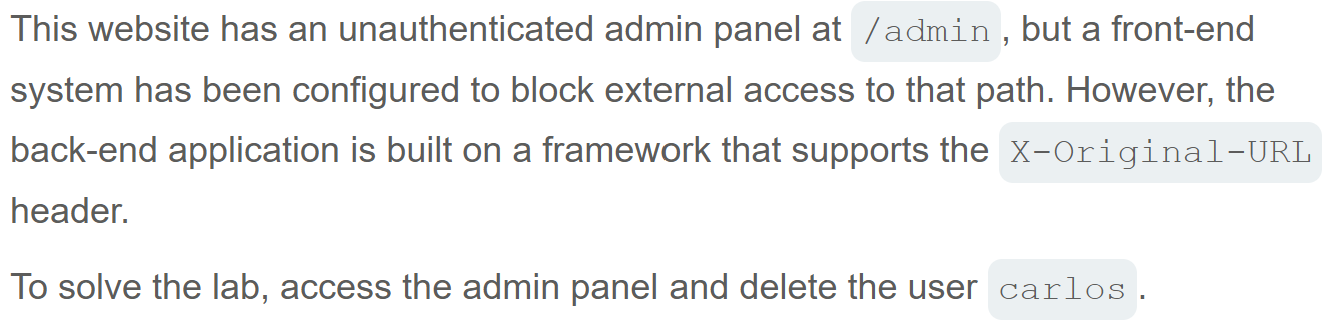 This website has an unauthenticated admin panel at /admin, but a front-end
system has been configured to block external access to that path. However, the
back-end application is built on a framework that supports the X-Original-URL
header.
To solve the lab, access the admin panel and delete the user carlos.